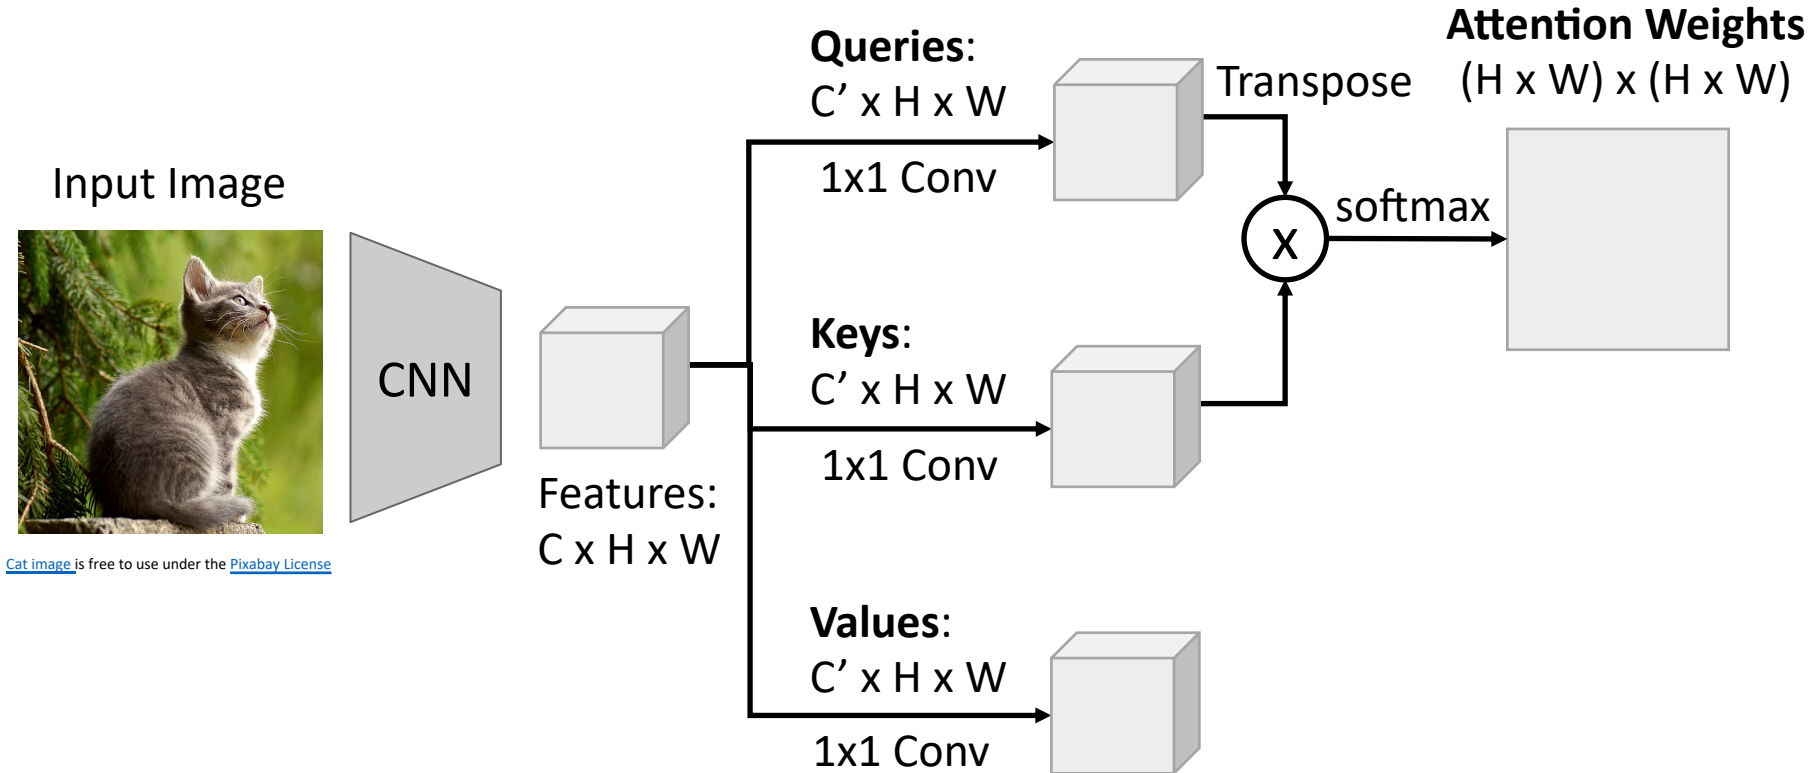 Input Image
Cat image is free to use under the Pixabay License
CNN
Features:
C x H x W
Queries:
C’ x H x W
1x1 Conv
Keys:
C’ x H x W
1x1 Conv
Values:
C’ x H x W
1x1 Conv
Transpose
x
softmax
Attention Weights
(H x W) x (H x W)